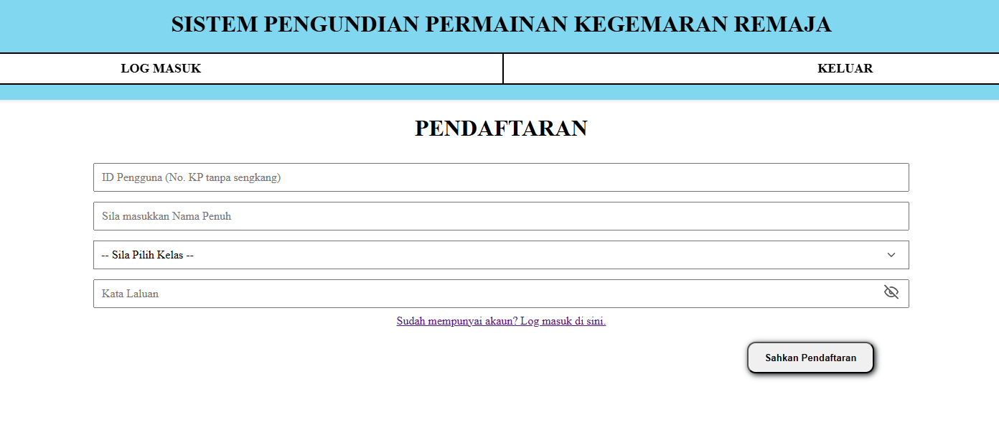 SISTEM PENGUNDIAN PERMAINAN KEGEMARAN REMAJA
LOG MASUK
KELUAR
PENDAFTARAN
ID Pengguna (No. KP tanpa sengkang)
Sila masukkan Nama Penuh
-- Sila Pilih Kelas --
Kata Laluan
Sudah mempunyai akaun? Log masuk di sini.
Sahkan Pendaftaran